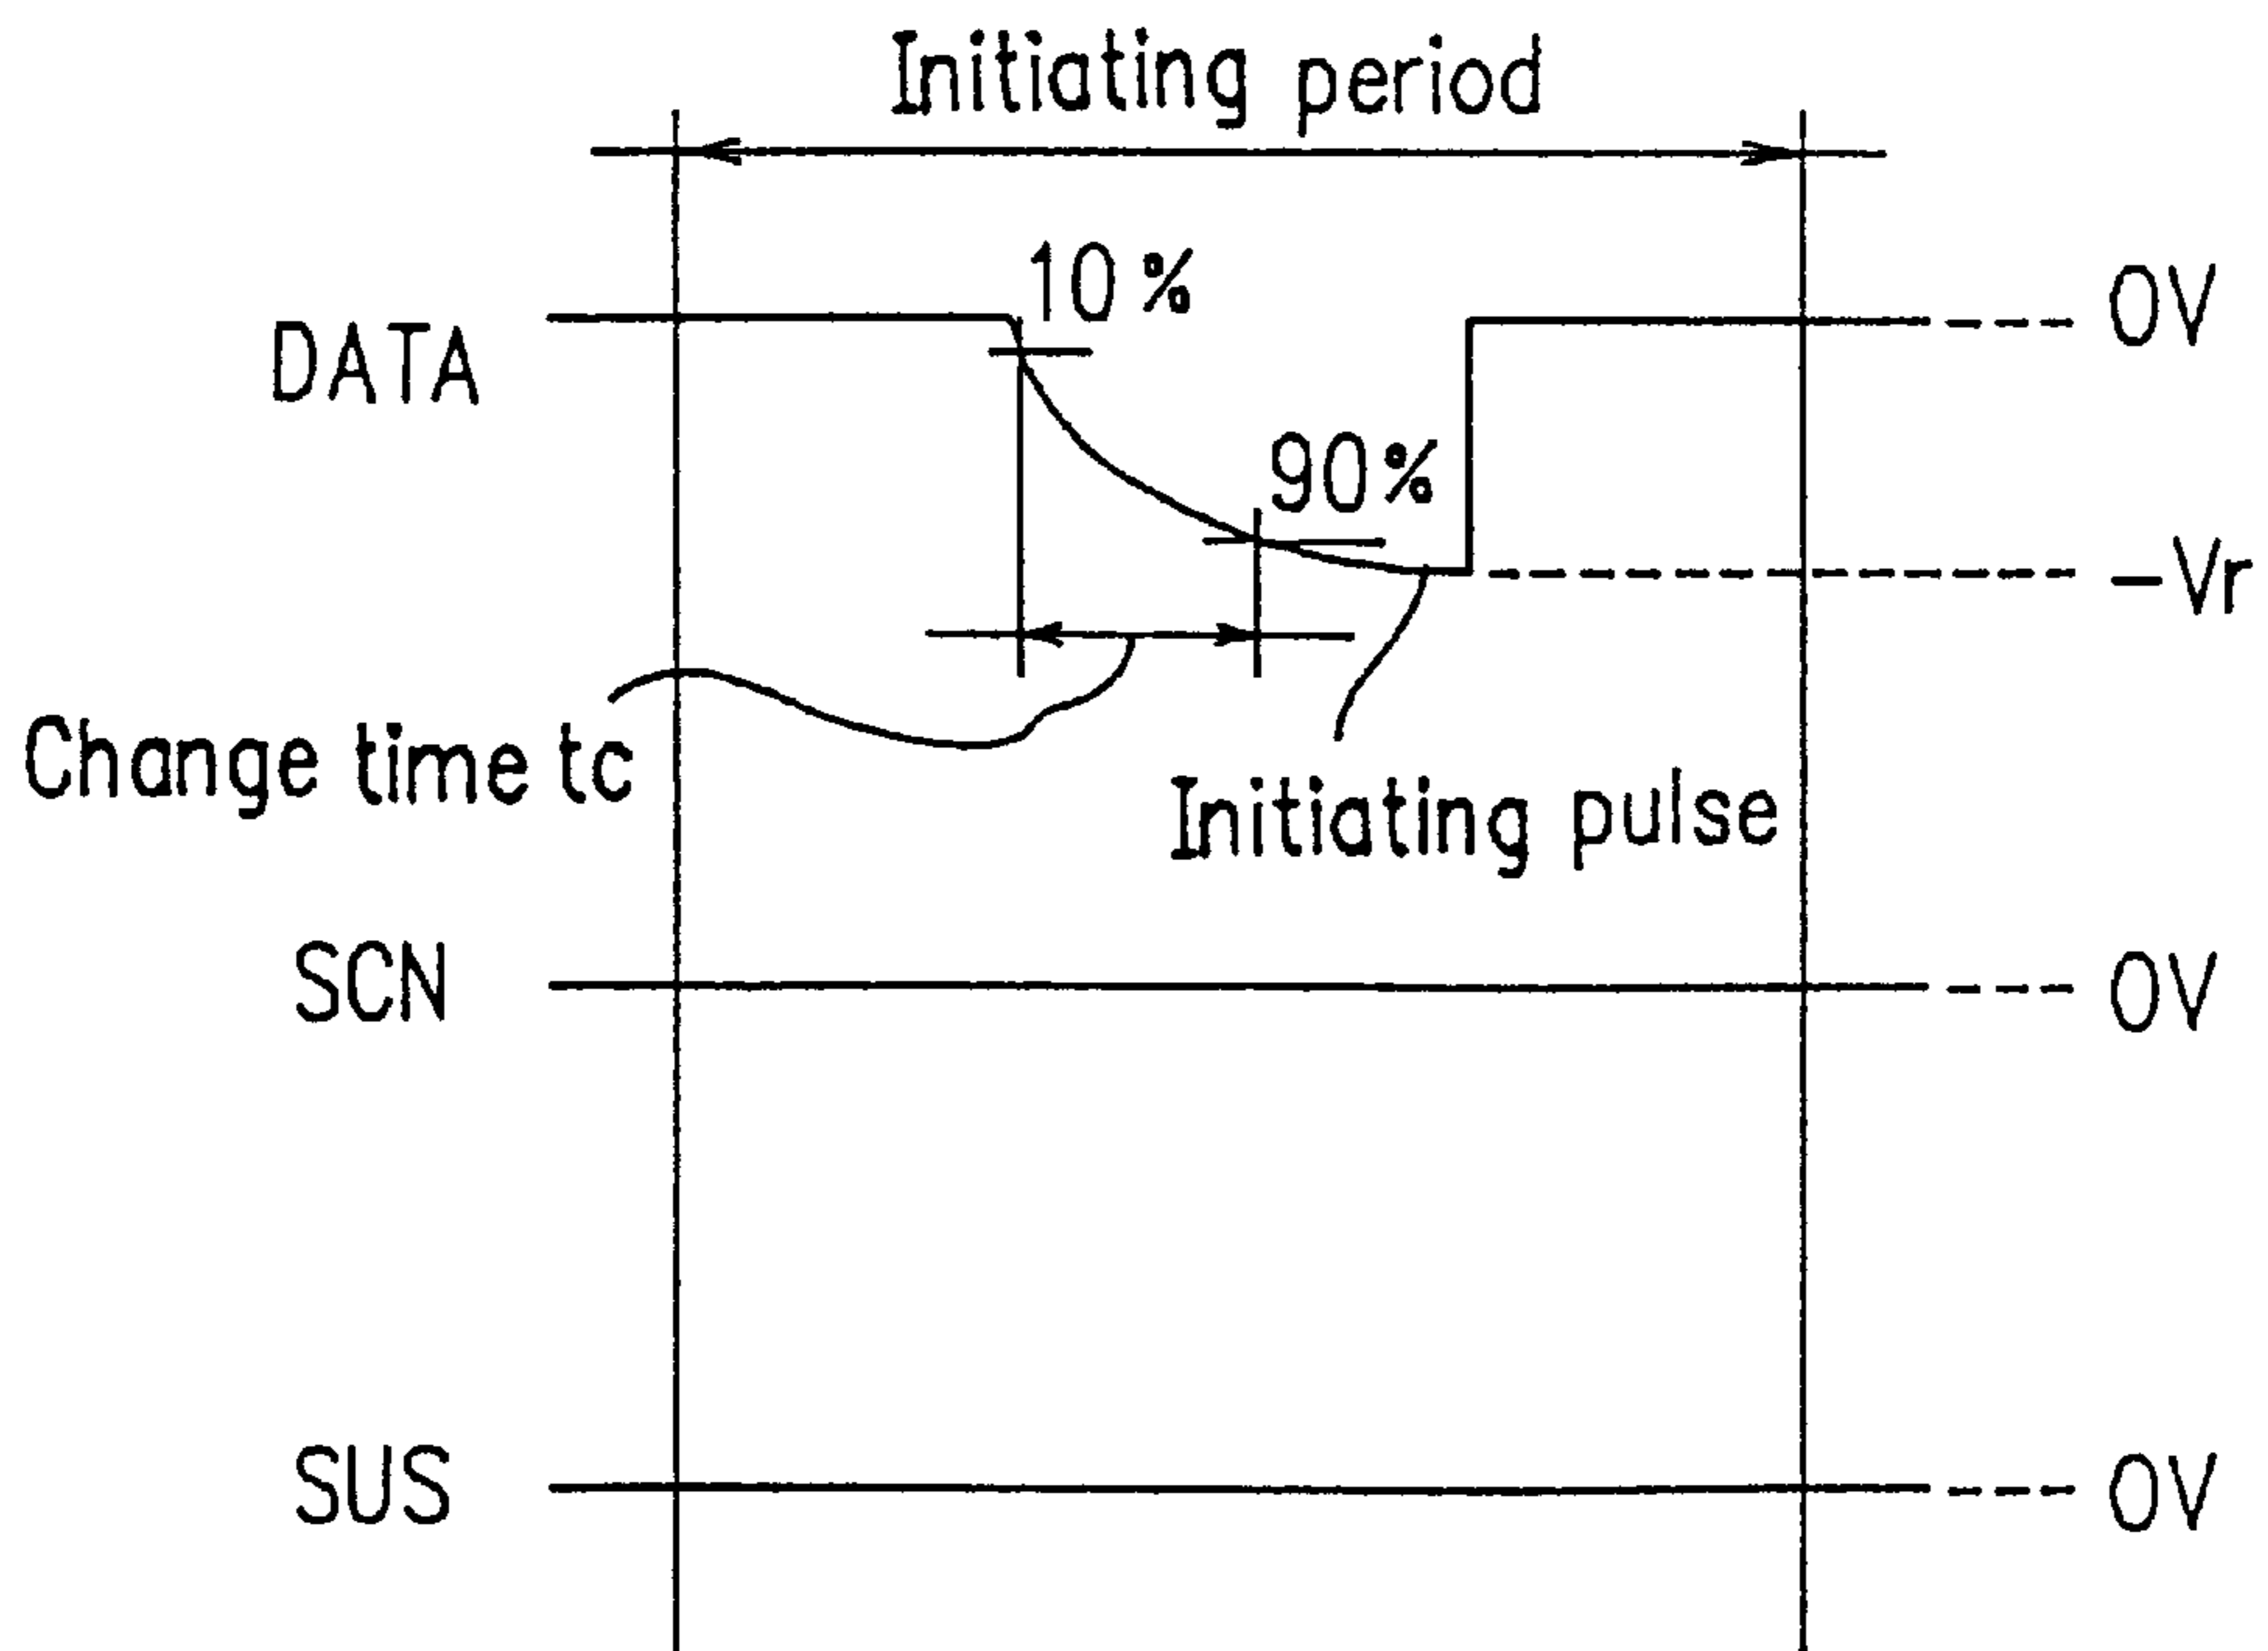 Initiating period
10%
0V
DATA
90%
-Vr
Change time tc
Initiating pulse
SCN
0V
SUS
0V